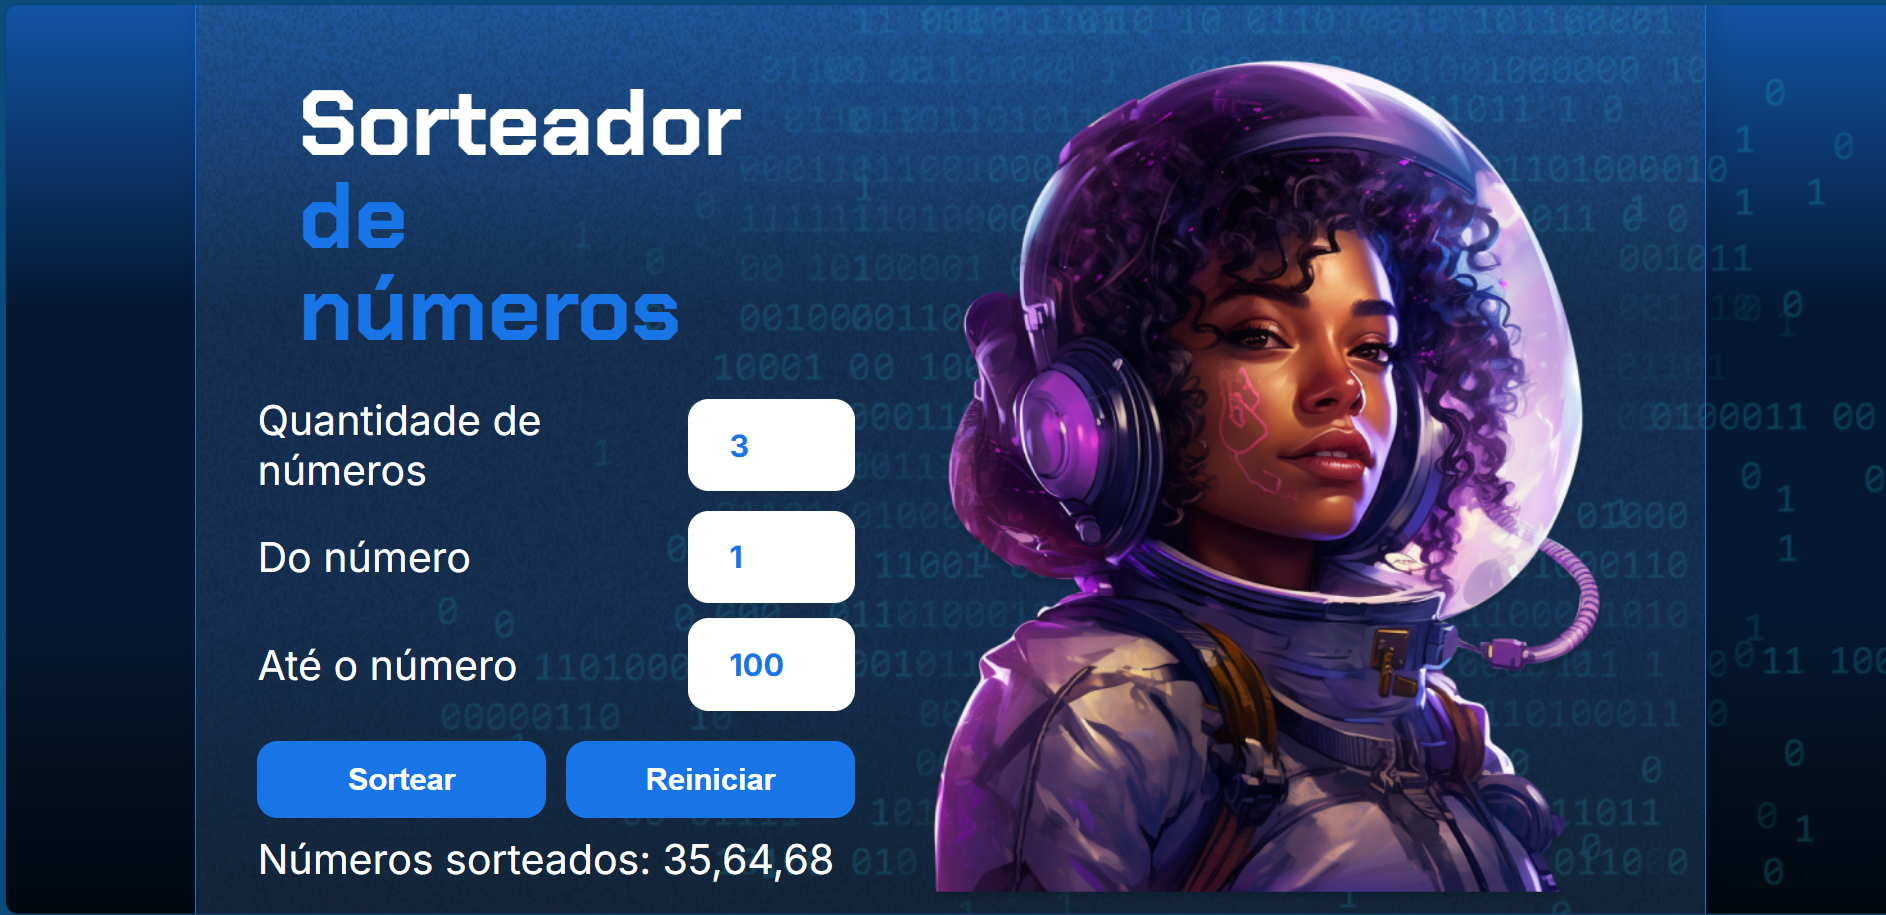 Sorteador
de
números
Quantidade de
números
3
Do número
1
Até o número
100
Sortear
Reiniciar
Números sorteados: 35,64,68